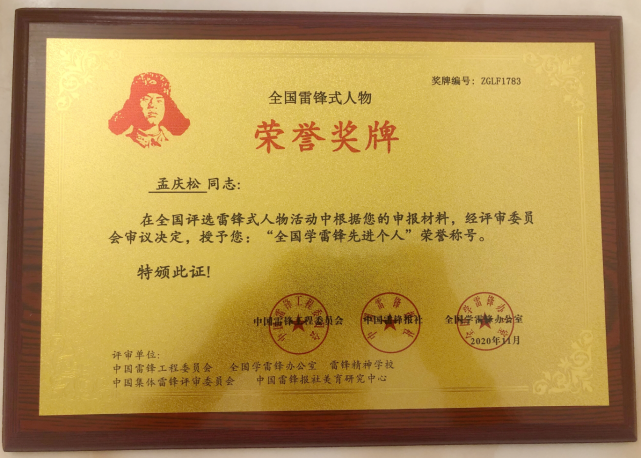 奖牌编号：ZGLF1783
全国雷锋式人物
荣誉奖牌
孟庆松 同志：
在全国评选雷锋式人物活动中根据您的申报材料，经评审委员
会审议决定，授予您：“全国学雷锋先进个人”荣誉称号。
特颁此证！
中国雷锋工程委员会 中国雷锋报社 全国学雷锋办公室
2020年11月
评审单位：
中国雷锋工程委员会 全国学雷锋办公室 雷锋精神学校
中国集体雷锋评审委员会 中国雷锋报社美育研究中心